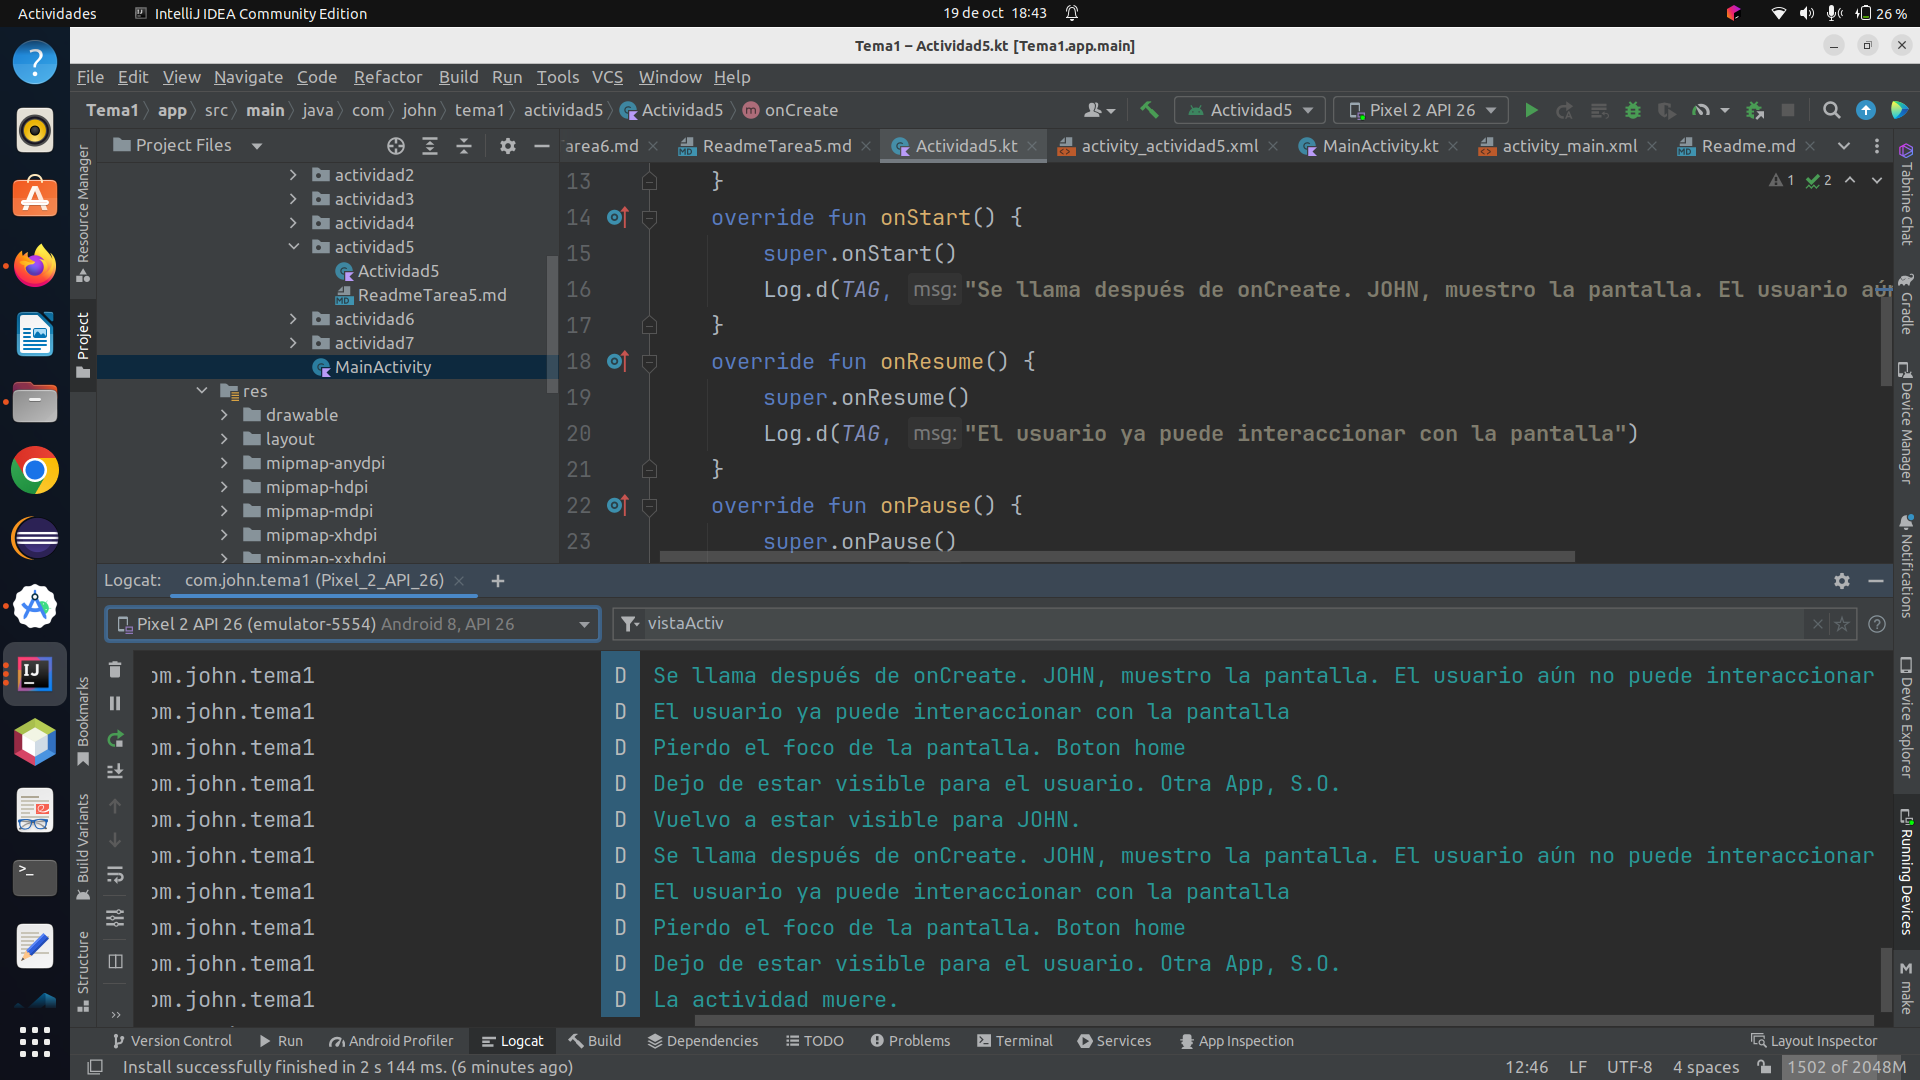 Actividades
IntelliJ IDEA Community Edition
19 de oct 18:43
26 %
Tema1 – Actividad5.kt [Tema1.app.main]
File Edit View Navigate Code Refactor Build Run Tools VCS Window Help
Tema1 app src main java com john tema1 actividad5 Actividad5 onCreate
Actividad5
Pixel 2 API 26
Project Files
area6.md
ReadmeTarea5.md
Actividad5.kt
activity_actividad5.xml
MainActivity.kt
activity_main.xml
Readme.md
Resource Manager
Project
Bookmarks
Build Variants
Structure
actividad2
actividad3
actividad4
actividad5
Actividad5
ReadmeTarea5.md
actividad6
actividad7
MainActivity
res
drawable
layout
mipmap-anydpi
mipmap-hdpi
mipmap-mdpi
mipmap-xhdpi
mipmap-xxhdpi
1 2
13 }
14 override fun onStart() {
15 super.onStart()
16 Log.d(TAG, msg: "Se llama después de onCreate. JOHN, muestro la pantalla. El usuario aún
17 }
18 override fun onResume() {
19 super.onResume()
20 Log.d(TAG, msg: "El usuario ya puede interaccionar con la pantalla")
21 }
22 override fun onPause() {
23 super.onPause()
Tabnine Chat
Gradle
Device Manager
Notifications
Device Explorer
Running Devices
make
Logcat: com.john.tema1 (Pixel_2_API_26)
Pixel 2 API 26 (emulator-5554) Android 8, API 26
vistaActiv
om.john.tema1 D Se llama después de onCreate. JOHN, muestro la pantalla. El usuario aún no puede interaccionar
om.john.tema1 D El usuario ya puede interaccionar con la pantalla
om.john.tema1 D Pierdo el foco de la pantalla. Boton home
om.john.tema1 D Dejo de estar visible para el usuario. Otra App, S.O.
om.john.tema1 D Vuelvo a estar visible para JOHN.
om.john.tema1 D Se llama después de onCreate. JOHN, muestro la pantalla. El usuario aún no puede interaccionar
om.john.tema1 D El usuario ya puede interaccionar con la pantalla
om.john.tema1 D Pierdo el foco de la pantalla. Boton home
om.john.tema1 D Dejo de estar visible para el usuario. Otra App, S.O.
om.john.tema1 D La actividad muere.
Version Control Run Android Profiler Logcat Build Dependencies TODO Problems Terminal Services App Inspection Layout Inspector
Install successfully finished in 2 s 144 ms. (6 minutes ago)
12:46 LF UTF-8 4 spaces 1502 of 2048M